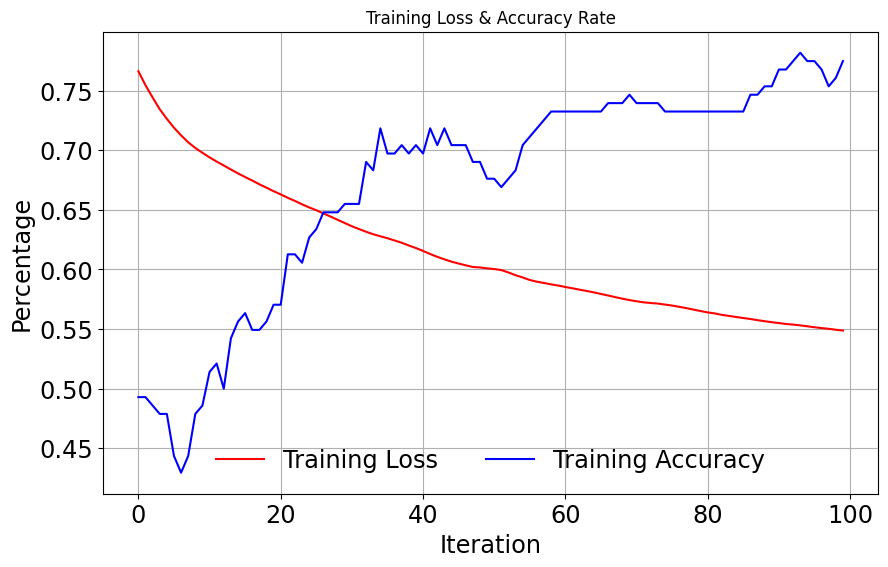 Training Loss & Accuracy Rate
0.75
0.70
0.65
0.60
0.55
0.50
0.45
Percentage
Training Loss
Training Accuracy
0 20 40 60 80 100
Iteration